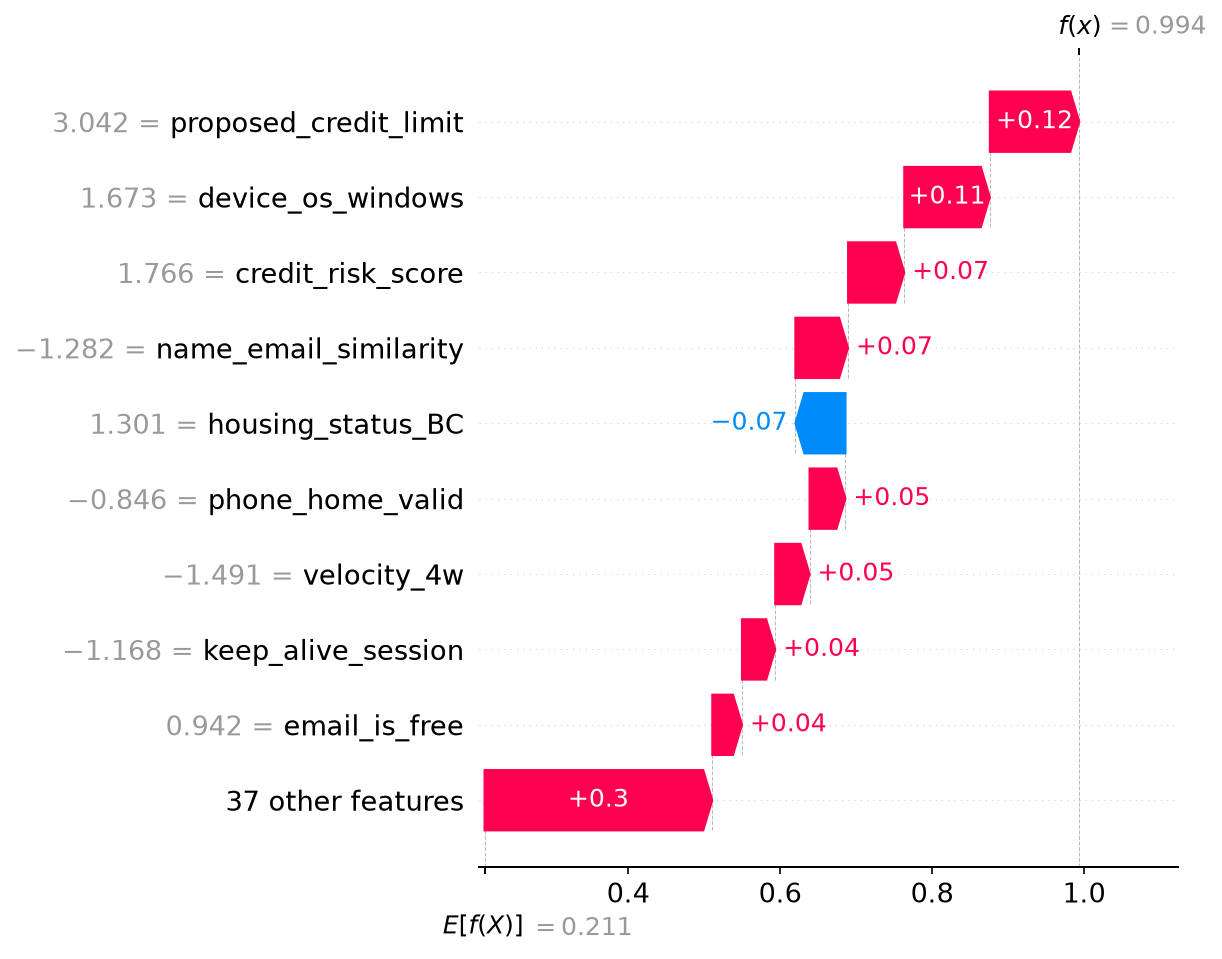 f(x) = 0.994
3.042 = proposed_credit_limit
+0.12
1.673 = device_os_windows
+0.11
1.766 = credit_risk_score
+0.07
−1.282 = name_email_similarity
+0.07
1.301 = housing_status_BC
−0.07
−0.846 = phone_home_valid
+0.05
−1.491 = velocity_4w
+0.05
−1.168 = keep_alive_session
+0.04
0.942 = email_is_free
+0.04
37 other features
+0.3
0.4 0.6 0.8 1.0
E[f(X)] = 0.211